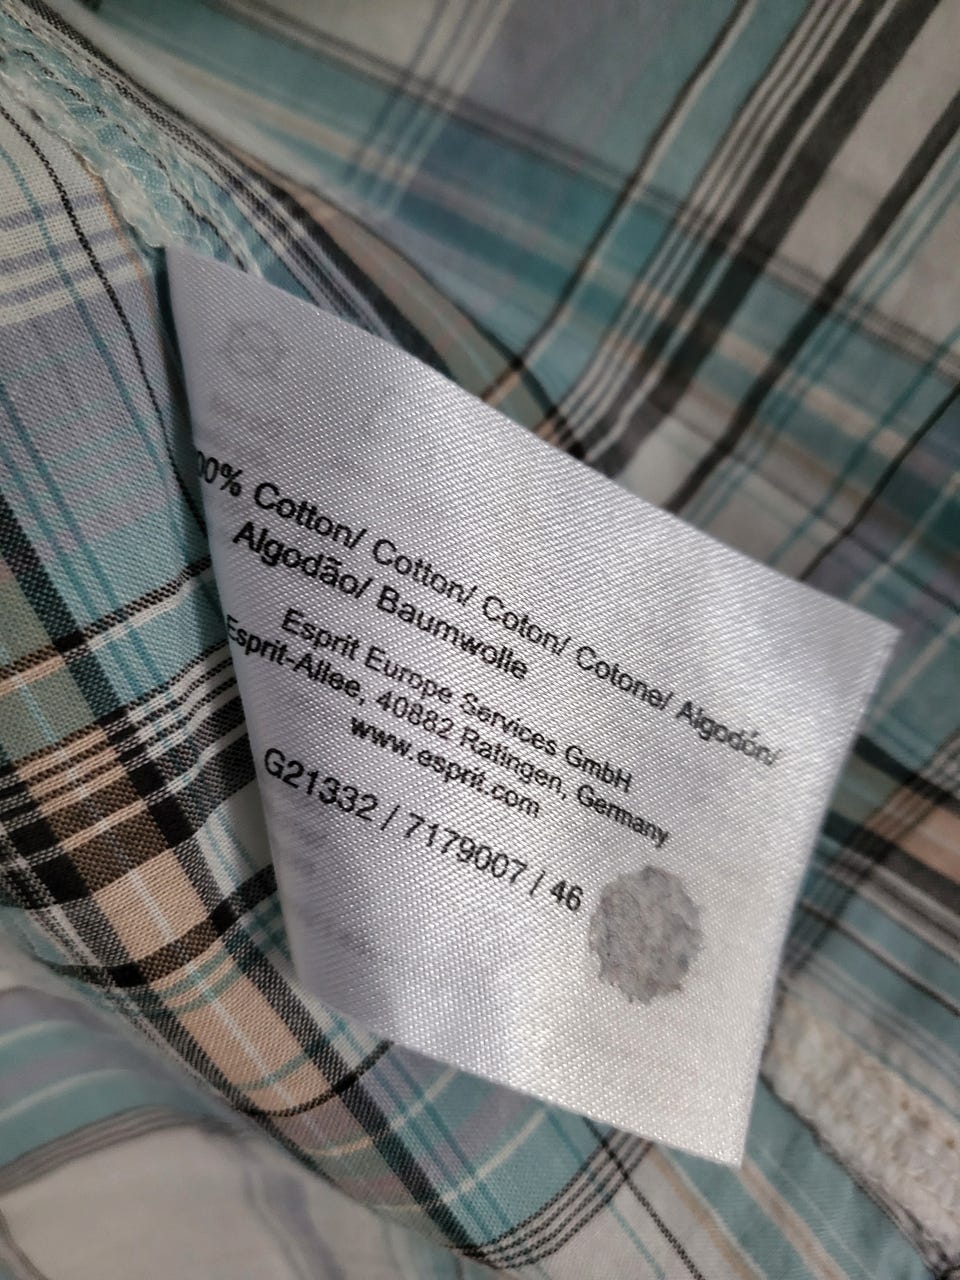 00% Cotton/ Cotton/ Coton/ Cotone/ Algodón/
Algodão/ Baumwolle
Esprit Europe Services GmbH
Esprit-Allee, 40882 Ratingen, Germany
www.esprit.com
G21332 / 7179007 / 46